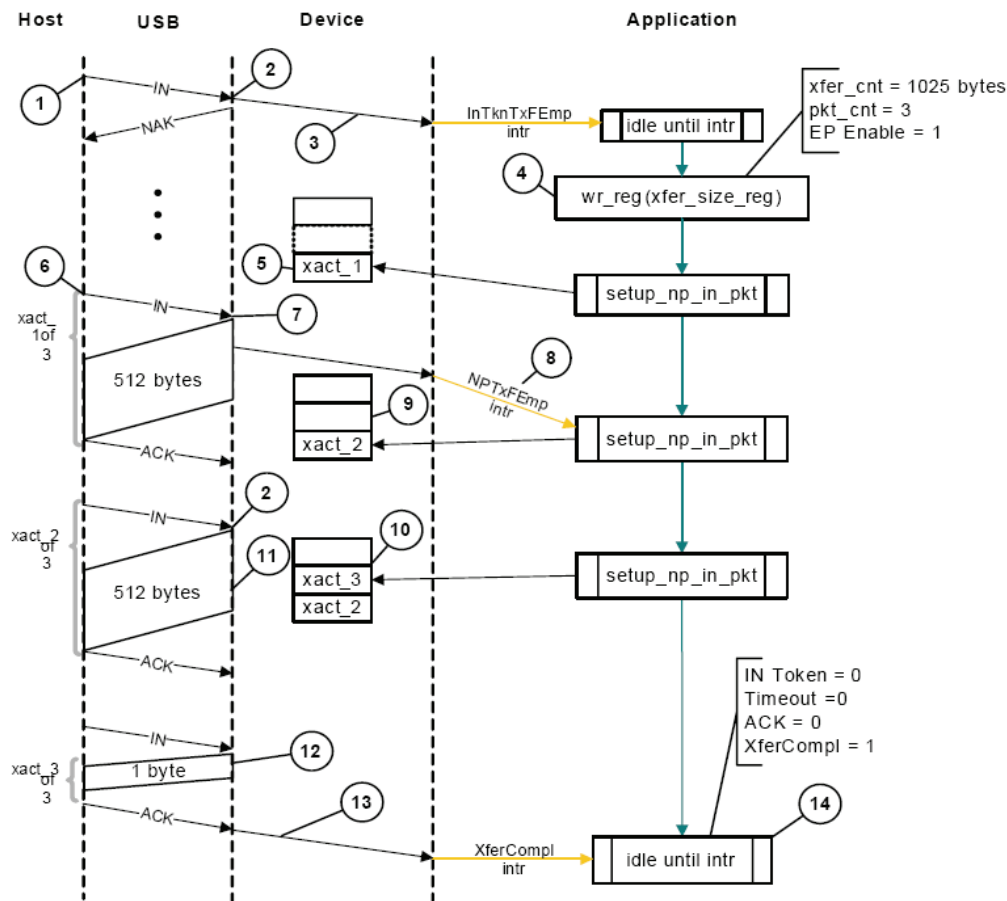 Host
USB
Device
Application
1
IN
2
NAK
3
InTknTxFEmp
intr
idle until intr
xfer_cnt = 1025 bytes
pkt_cnt = 3
EP Enable = 1
4
wr_reg(xfer_size_reg)
5
xact_1
setup_np_in_pkt
6
IN
7
xact_
1of
3
512 bytes
8
NPTxFEmp
intr
9
xact_2
setup_np_in_pkt
ACK
2
IN
xact_2
of
3
11
512 bytes
10
xact_3
xact_2
setup_np_in_pkt
ACK
IN Token = 0
Timeout =0
ACK = 0
XferCompl = 1
IN
12
xact_3
of
3
1 byte
ACK
13
XferCompl
intr
idle until intr
14